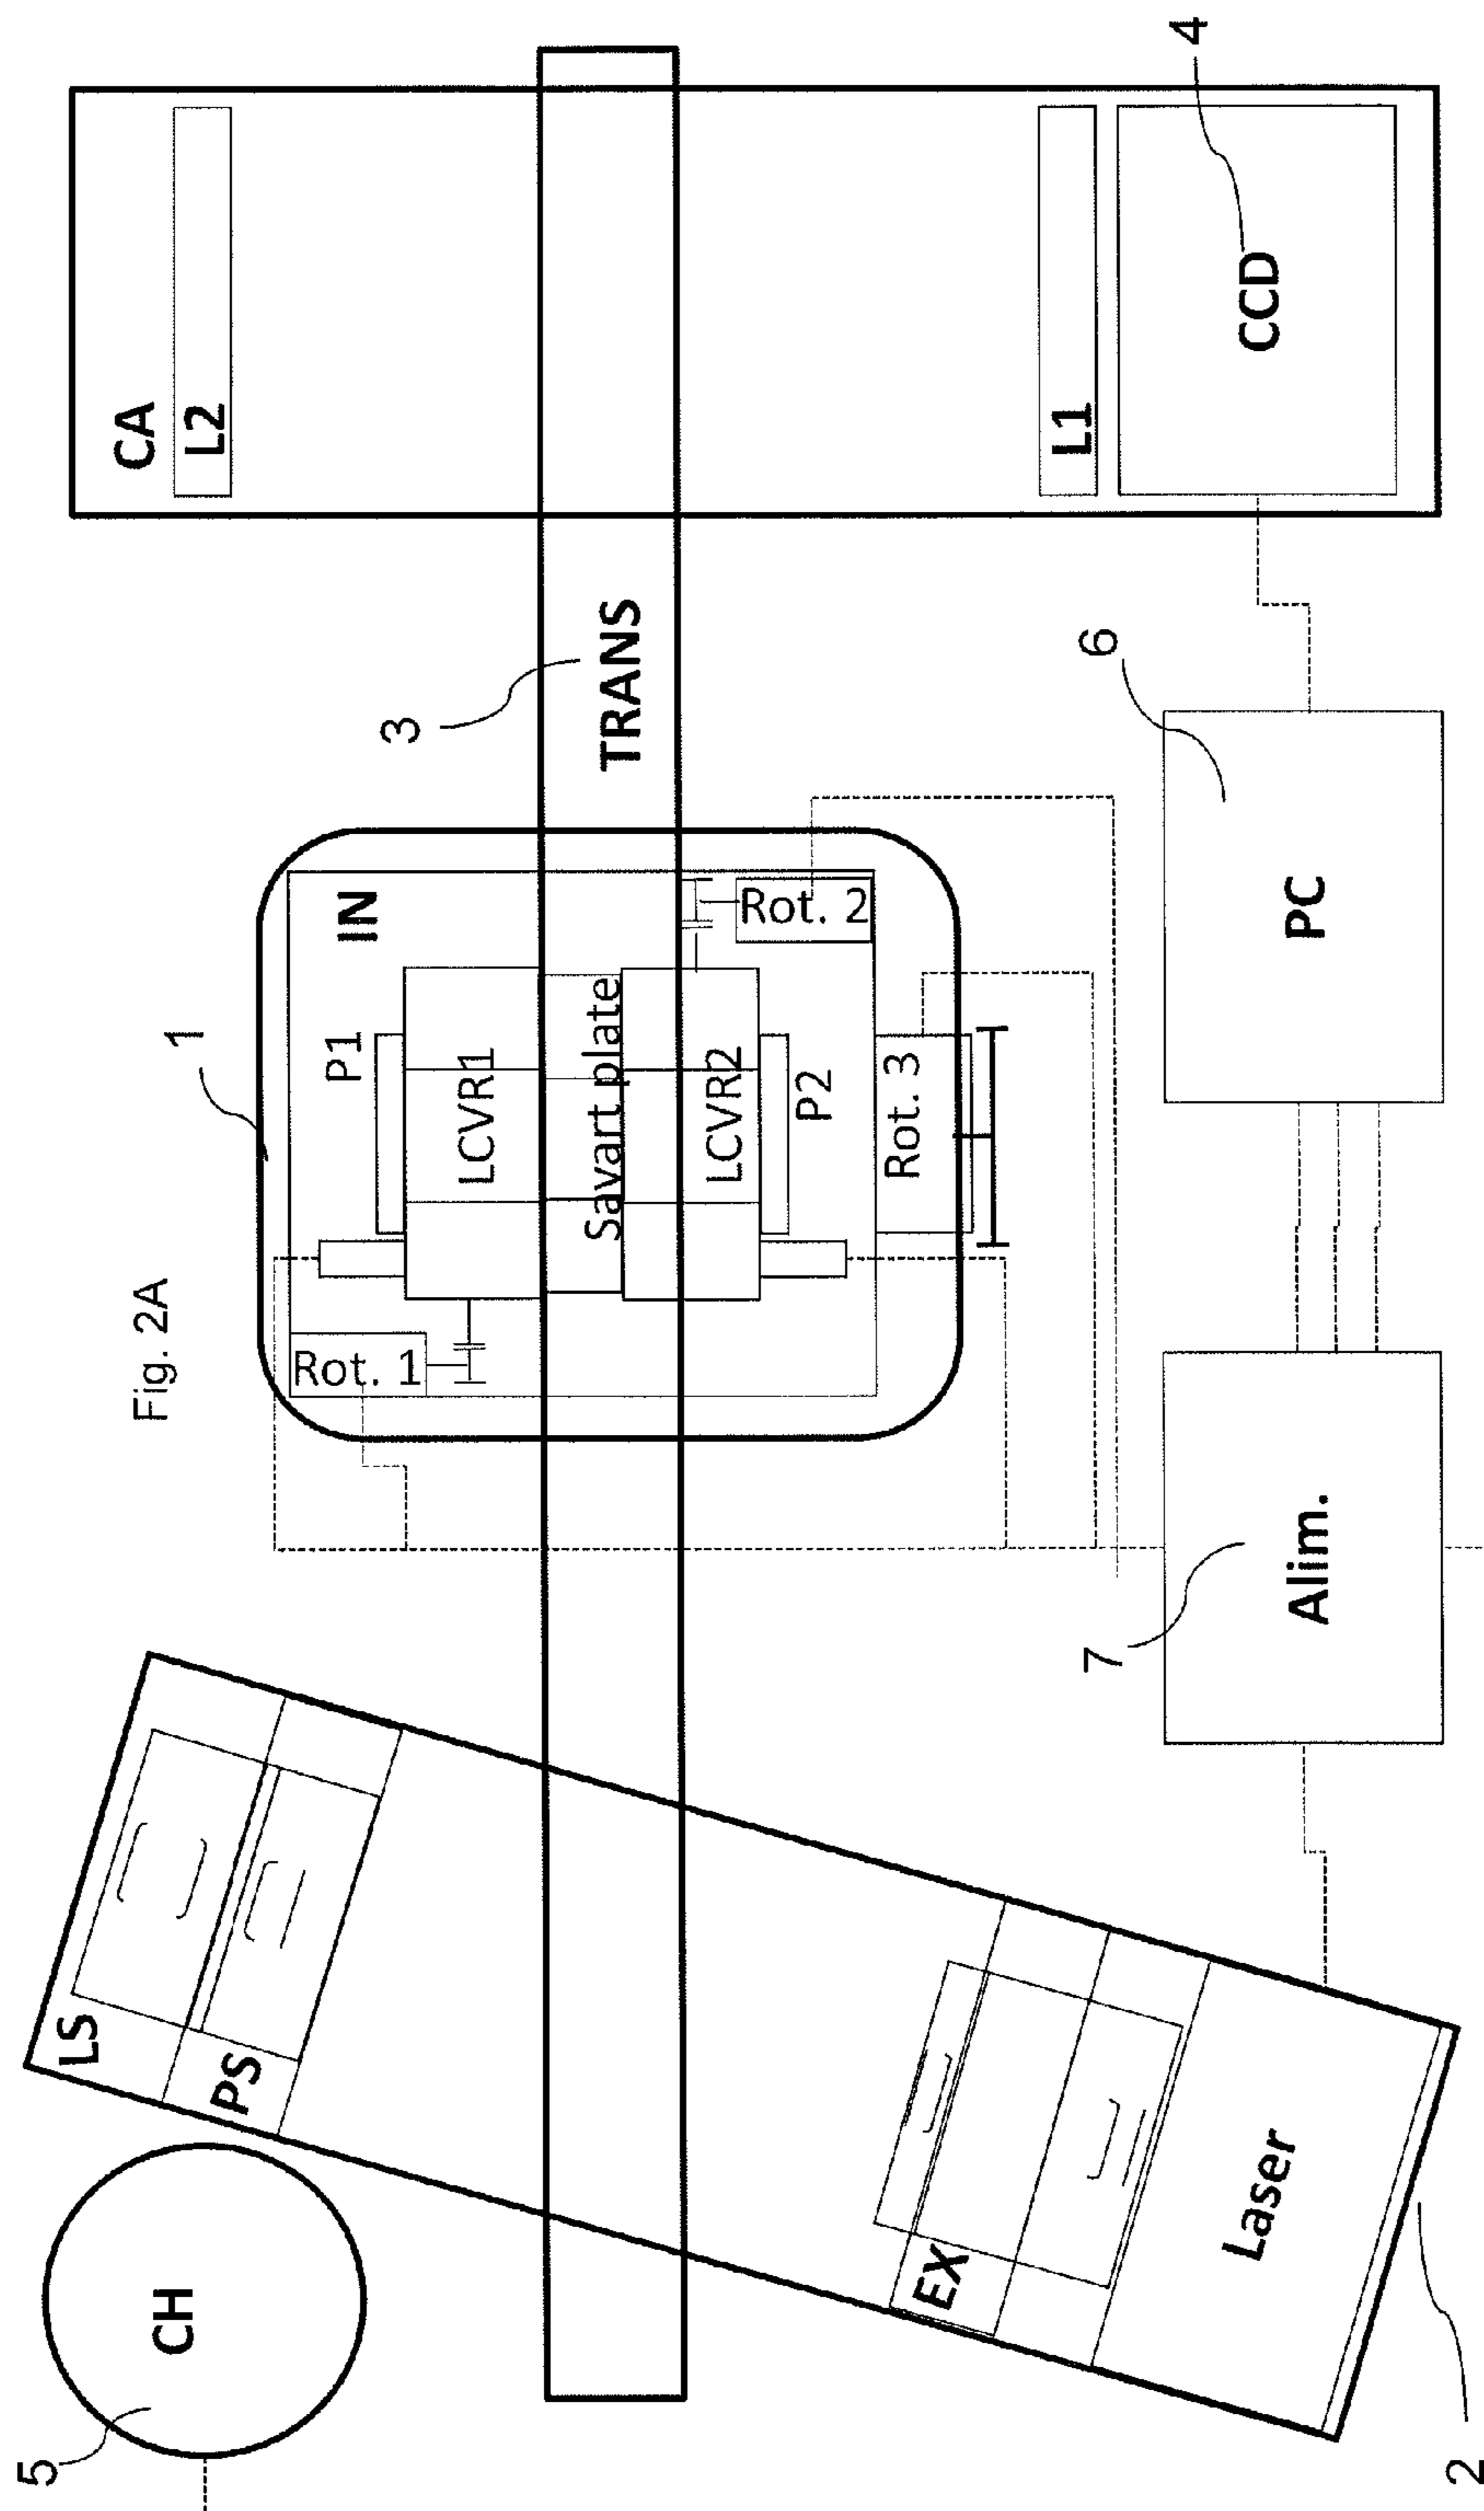 Fig. 2A
5
CH
LS
PS
EX
Laser
2
1
Rot. 1
P1
IN
LCVR1
Savart plate
LCVR2
P2
Rot. 2
Rot. 3
3
TRANS
CA
L2
L1
CCD
4
7
Alim.
6
PC